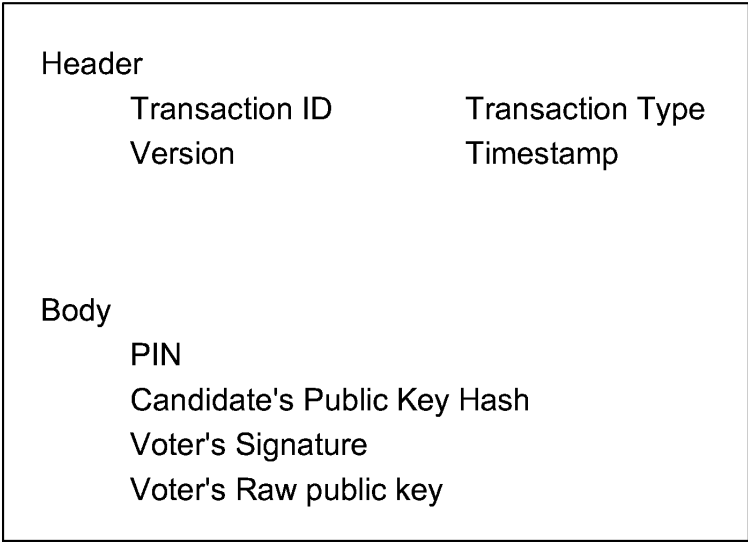 Header
Transaction ID Transaction Type
Version Timestamp
Body
PIN
Candidate's Public Key Hash
Voter's Signature
Voter's Raw public key